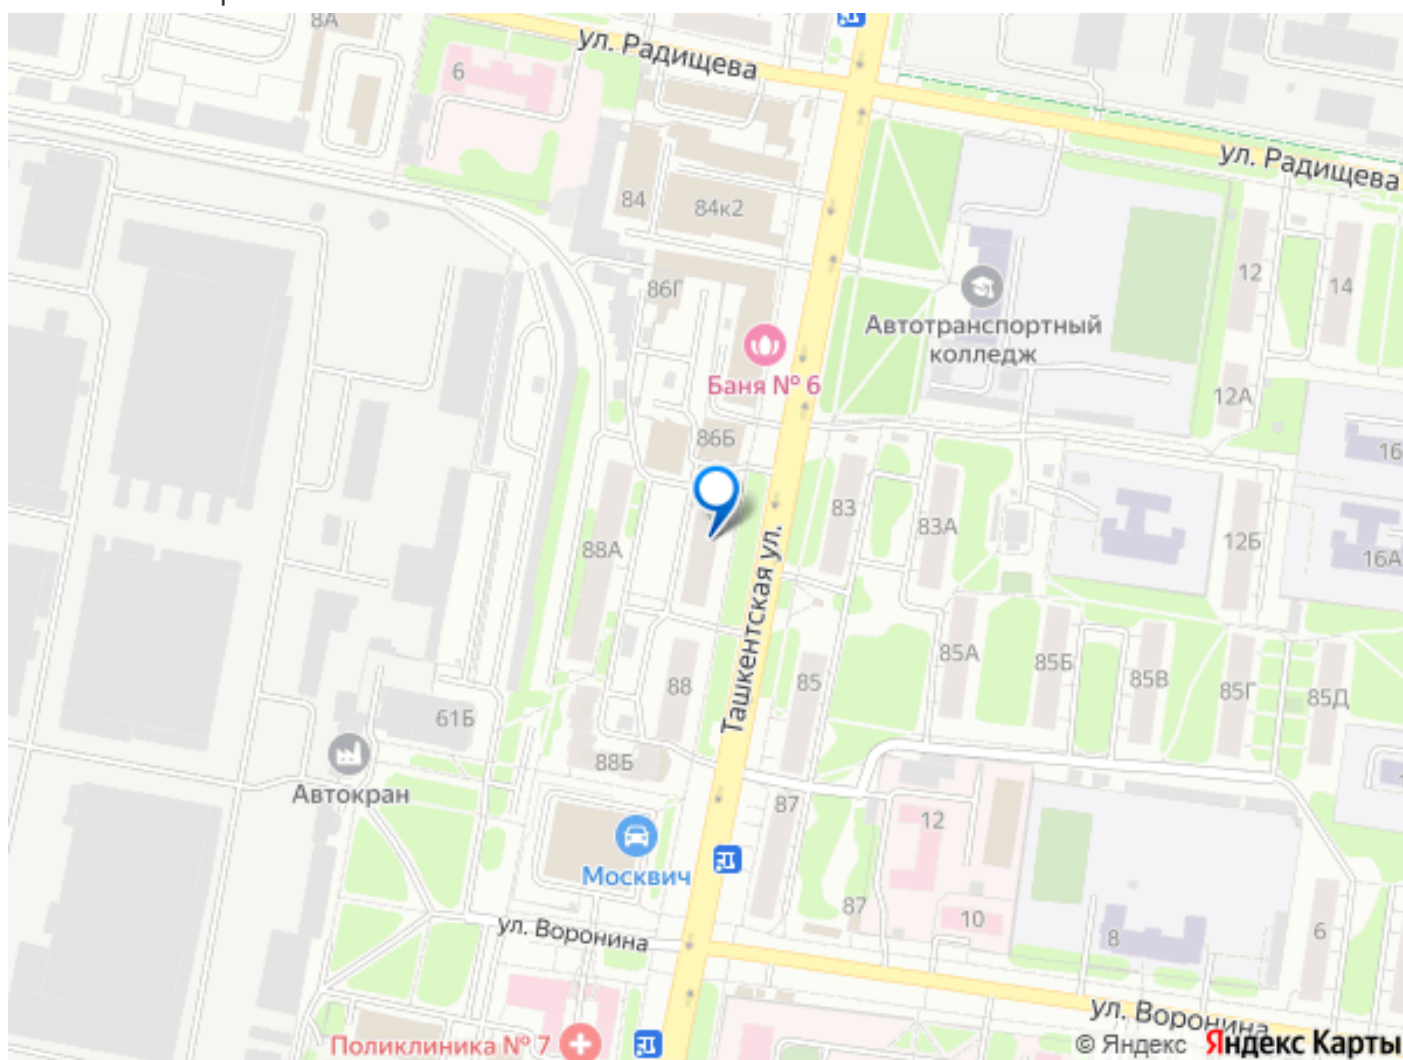 8А
ул. Радищева
6
ул. Радищева
84
84к2
12
14
86Г
Автотранспортный
колледж
Баня № 6
12А
86Б
16
83
83А
88А
12Б
16А
85А
85Б
85В
85Г
85Д
88
85
61Б
88Б
Ташкентская ул.
Автокран
87
12
Москвич
87
10
ул. Воронина
8
6
ул. Воронина
Поликлиника № 7
© Яндекс Яндекс Карты